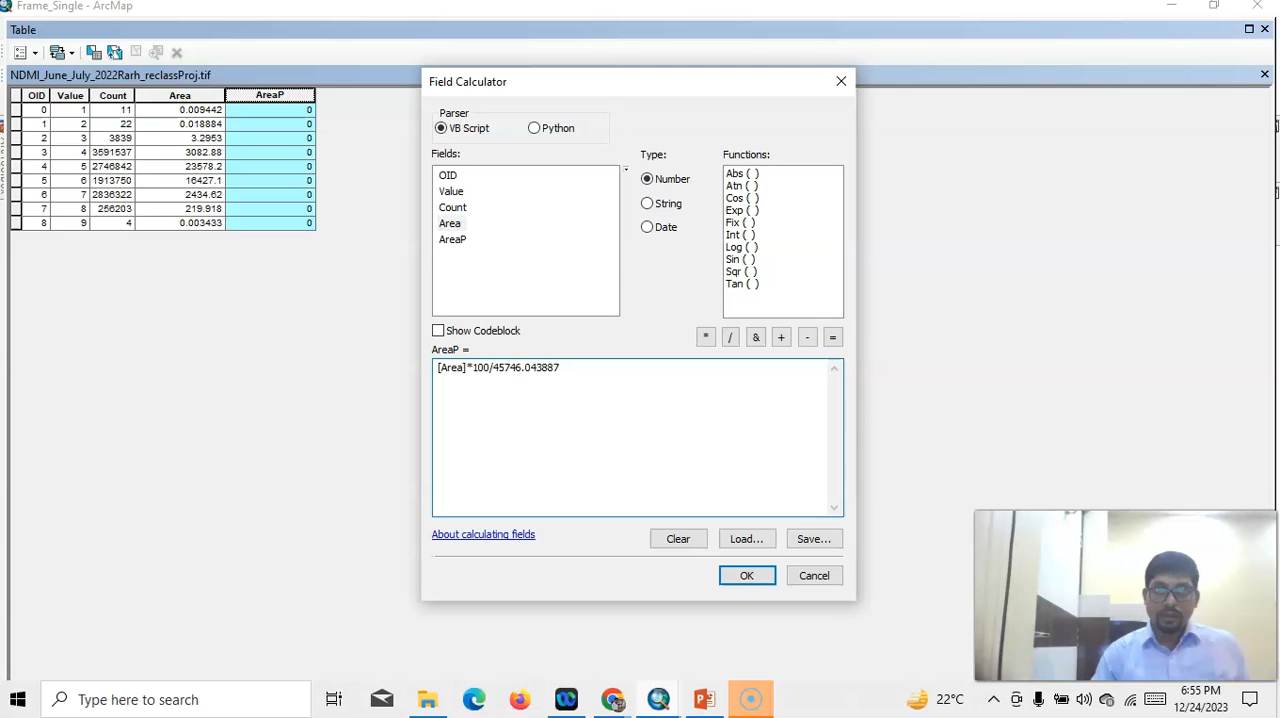 Frame_Single - ArcMap
Table
NDMI_June_July_2022Rarh_reclassProj.tif
OID Value Count Area AreaP
0 1 11 0.009442 0
1 2 22 0.018884 0
2 3 3839 3.2953 0
3 4 3591537 3082.88 0
4 5 2746842 23578.2 0
5 6 1913750 16427.1 0
6 7 2836322 2434.62 0
7 8 256203 219.918 0
8 9 4 0.003433 0
Field Calculator
Parser
VB Script Python
Fields: Type: Functions:
OID
Value
Count
Area
AreaP
Number
String
Date
Abs ( )
Atn ( )
Cos ( )
Exp ( )
Fix ( )
Int ( )
Log ( )
Sin ( )
Sqr ( )
Tan ( )
Show Codeblock
* / & + - =
AreaP =
[Area]*100/45746.043887
About calculating fields
Clear Load... Save...
OK Cancel
Type here to search
22°C
6:55 PM
12/24/2023